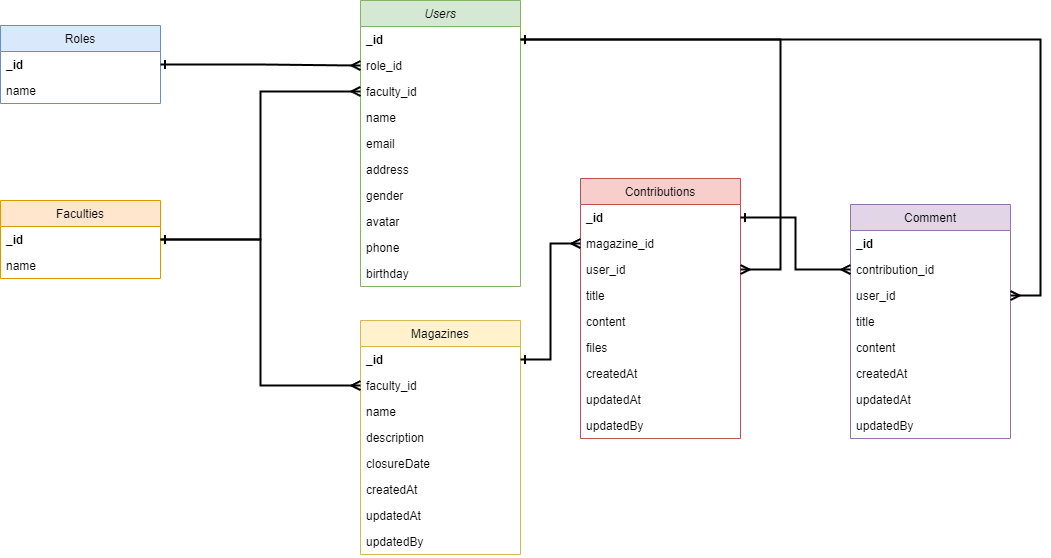 Roles
_id
name
Faculties
_id
name
Users
_id
role_id
faculty_id
name
email
address
gender
avatar
phone
birthday
Magazines
_id
faculty_id
name
description
closureDate
createdAt
updatedAt
updatedBy
Contributions
_id
magazine_id
user_id
title
content
files
createdAt
updatedAt
updatedBy
Comment
_id
contribution_id
user_id
title
content
createdAt
updatedAt
updatedBy